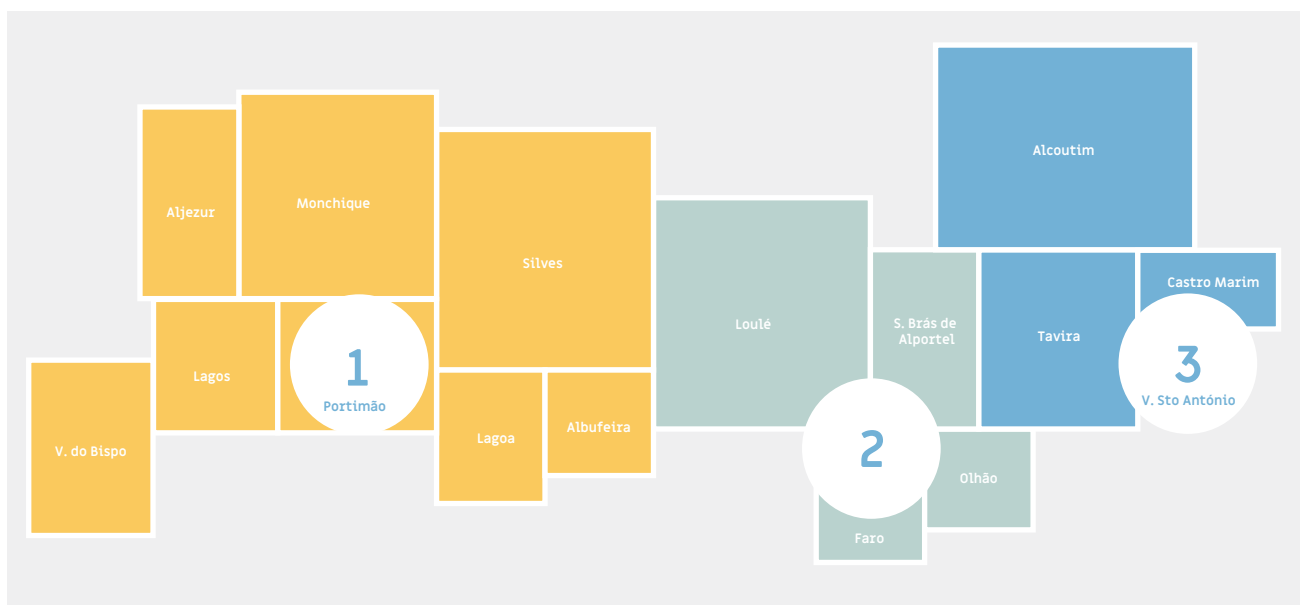 Alcoutim
Aljezur
Monchique
Silves
Castro Marim
Loulé
S. Brás de
Alportel
Tavira
Lagos
1
Portimão
3
V. Sto António
V. do Bispo
Lagoa
Albufeira
2
Olhão
Faro